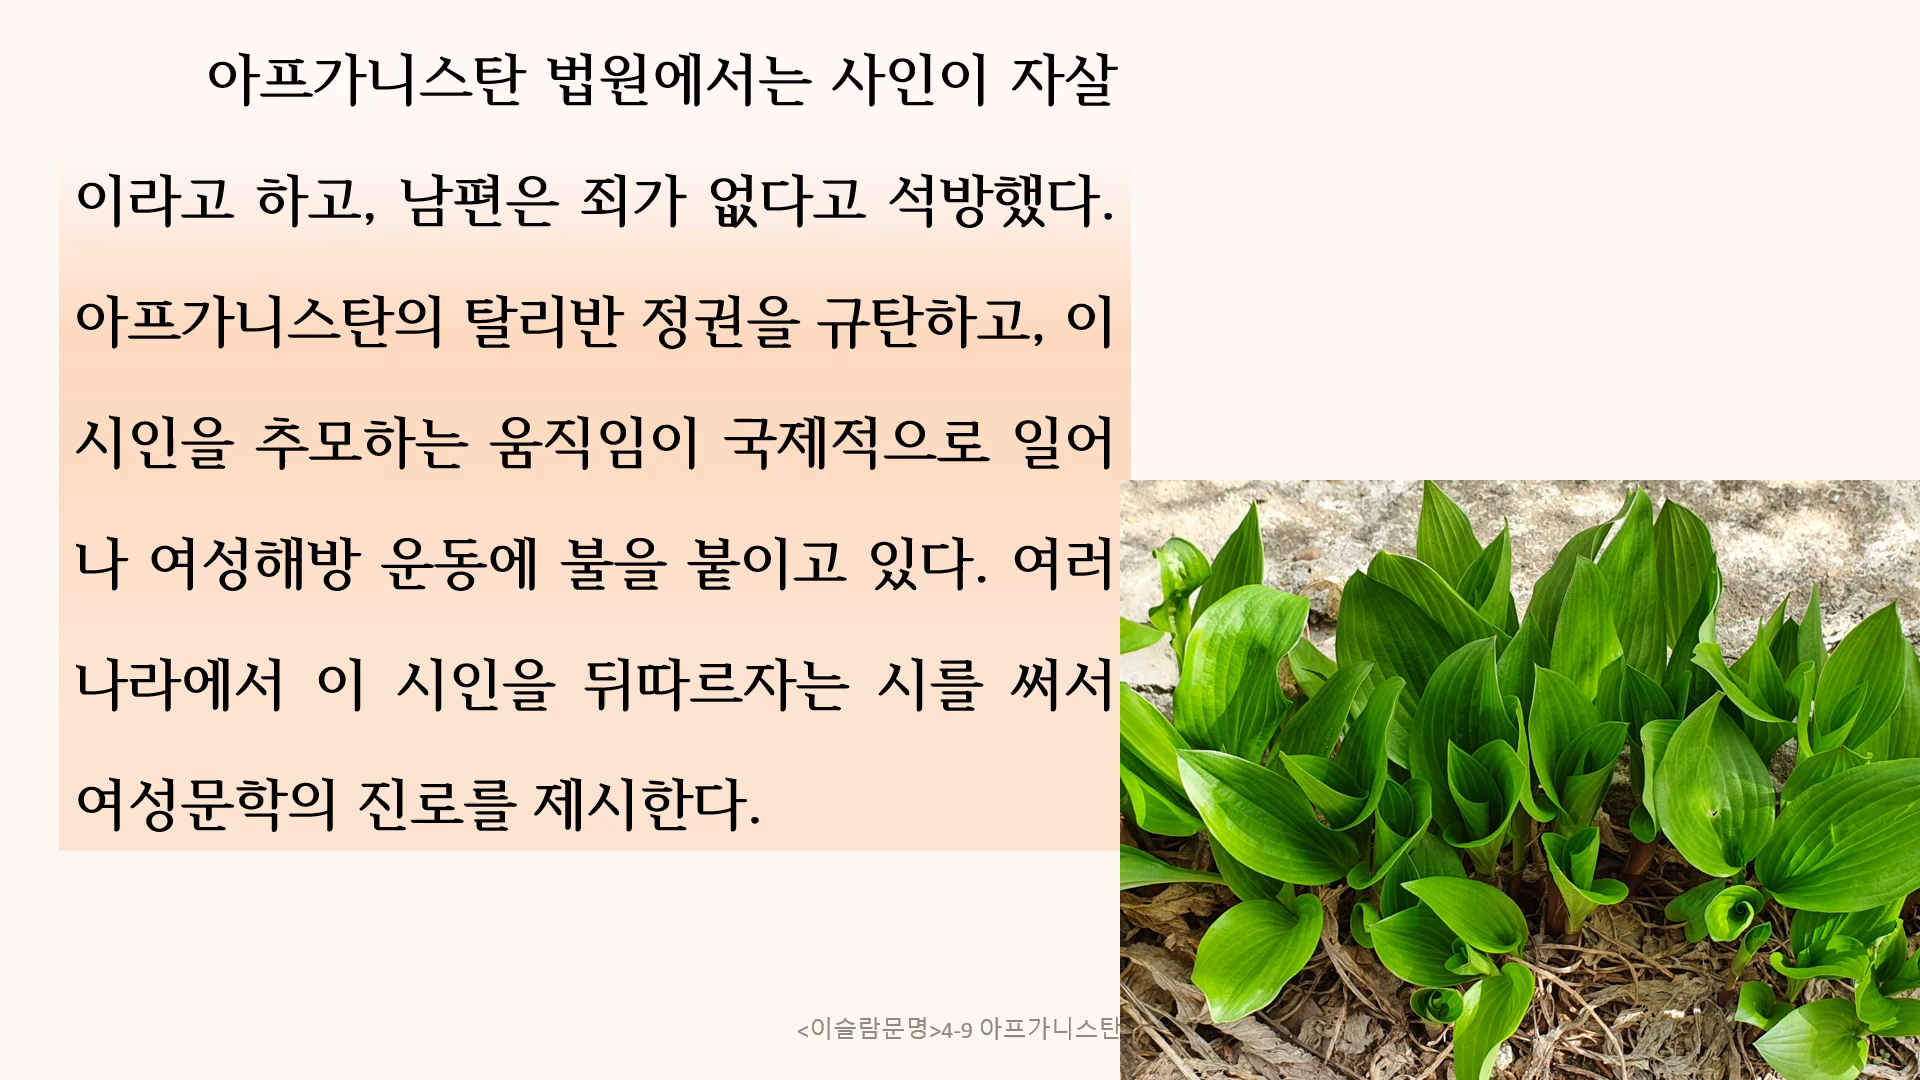 아프가니스탄 법원에서는 사인이 자살
이라고 하고, 남편은 죄가 없다고 석방했다.
아프가니스탄의 탈리반 정권을 규탄하고, 이
시인을 추모하는 움직임이 국제적으로 일어
나 여성해방 운동에 불을 붙이고 있다. 여러
나라에서 이 시인을 뒤따르자는 시를 써서
여성문학의 진로를 제시한다.
<이슬람문명>4-9 아프가니스탄